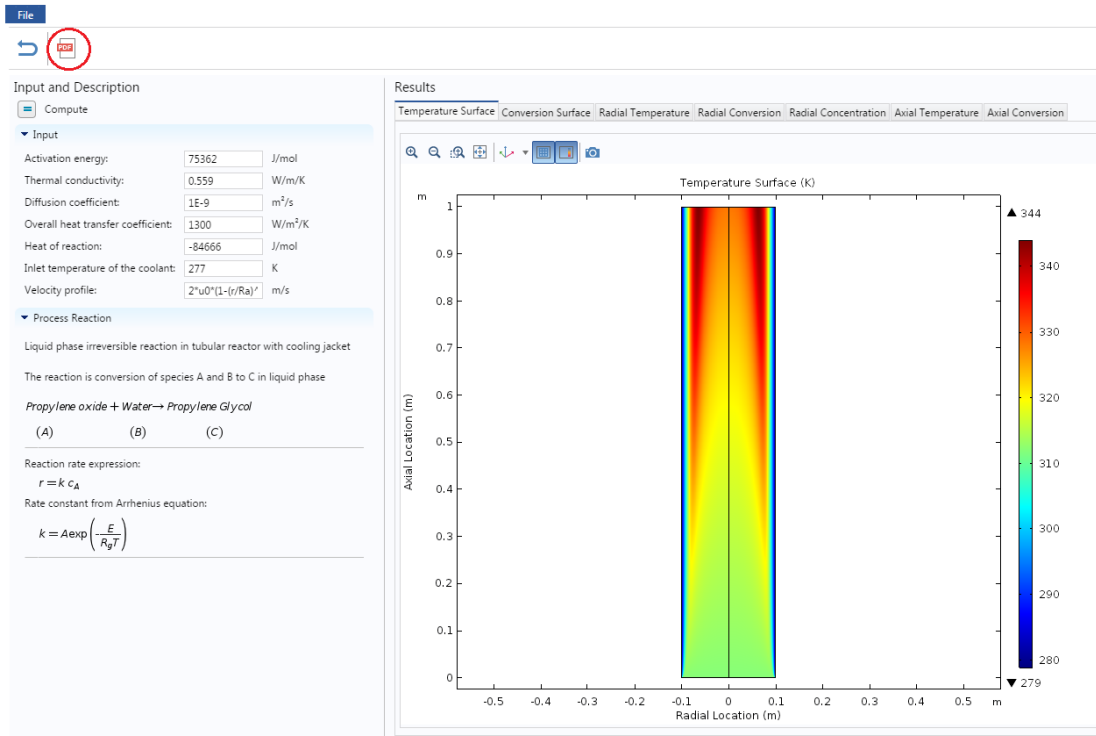 File
PDF
Input and Description
= Compute
Input
Activation energy: 75362 J/mol
Thermal conductivity: 0.559 W/m/K
Diffusion coefficient: 1E-9 m²/s
Overall heat transfer coefficient: 1300 W/m²/K
Heat of reaction: -84666 J/mol
Inlet temperature of the coolant: 277 K
Velocity profile: 2*u0*(1-(r/Ra)^ m/s
Process Reaction
Liquid phase irreversible reaction in tubular reactor with cooling jacket
The reaction is conversion of species A and B to C in liquid phase
Propylene oxide + Water→ Propylene Glycol
(A) (B) (C)
Reaction rate expression:
r = k c_A
Rate constant from Arrhenius equation:
k = Aexp(-E/(R_gT))
Results
Temperature Surface Conversion Surface Radial Temperature Radial Conversion Radial Concentration Axial Temperature Axial Conversion
Temperature Surface (K)
m
1
0.9
0.8
0.7
0.6
0.5
0.4
0.3
0.2
0.1
0
Axial Location (m)
-0.5 -0.4 -0.3 -0.2 -0.1 0 0.1 0.2 0.3 0.4 0.5 m
Radial Location (m)
▲ 344
340
330
320
310
300
290
280
▼ 279